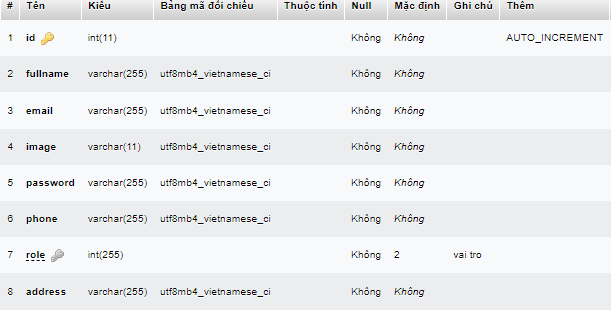 # Tên Kiểu Bảng mã đối chiếu Thuộc tính Null Mặc định Ghi chú Thêm
1 id int(11) Không Không AUTO_INCREMENT
2 fullname varchar(255) utf8mb4_vietnamese_ci Không Không
3 email varchar(255) utf8mb4_vietnamese_ci Không Không
4 image varchar(11) utf8mb4_vietnamese_ci Không Không
5 password varchar(255) utf8mb4_vietnamese_ci Không Không
6 phone varchar(255) utf8mb4_vietnamese_ci Không Không
7 role int(255) Không 2 vai tro
8 address varchar(255) utf8mb4_vietnamese_ci Không Không